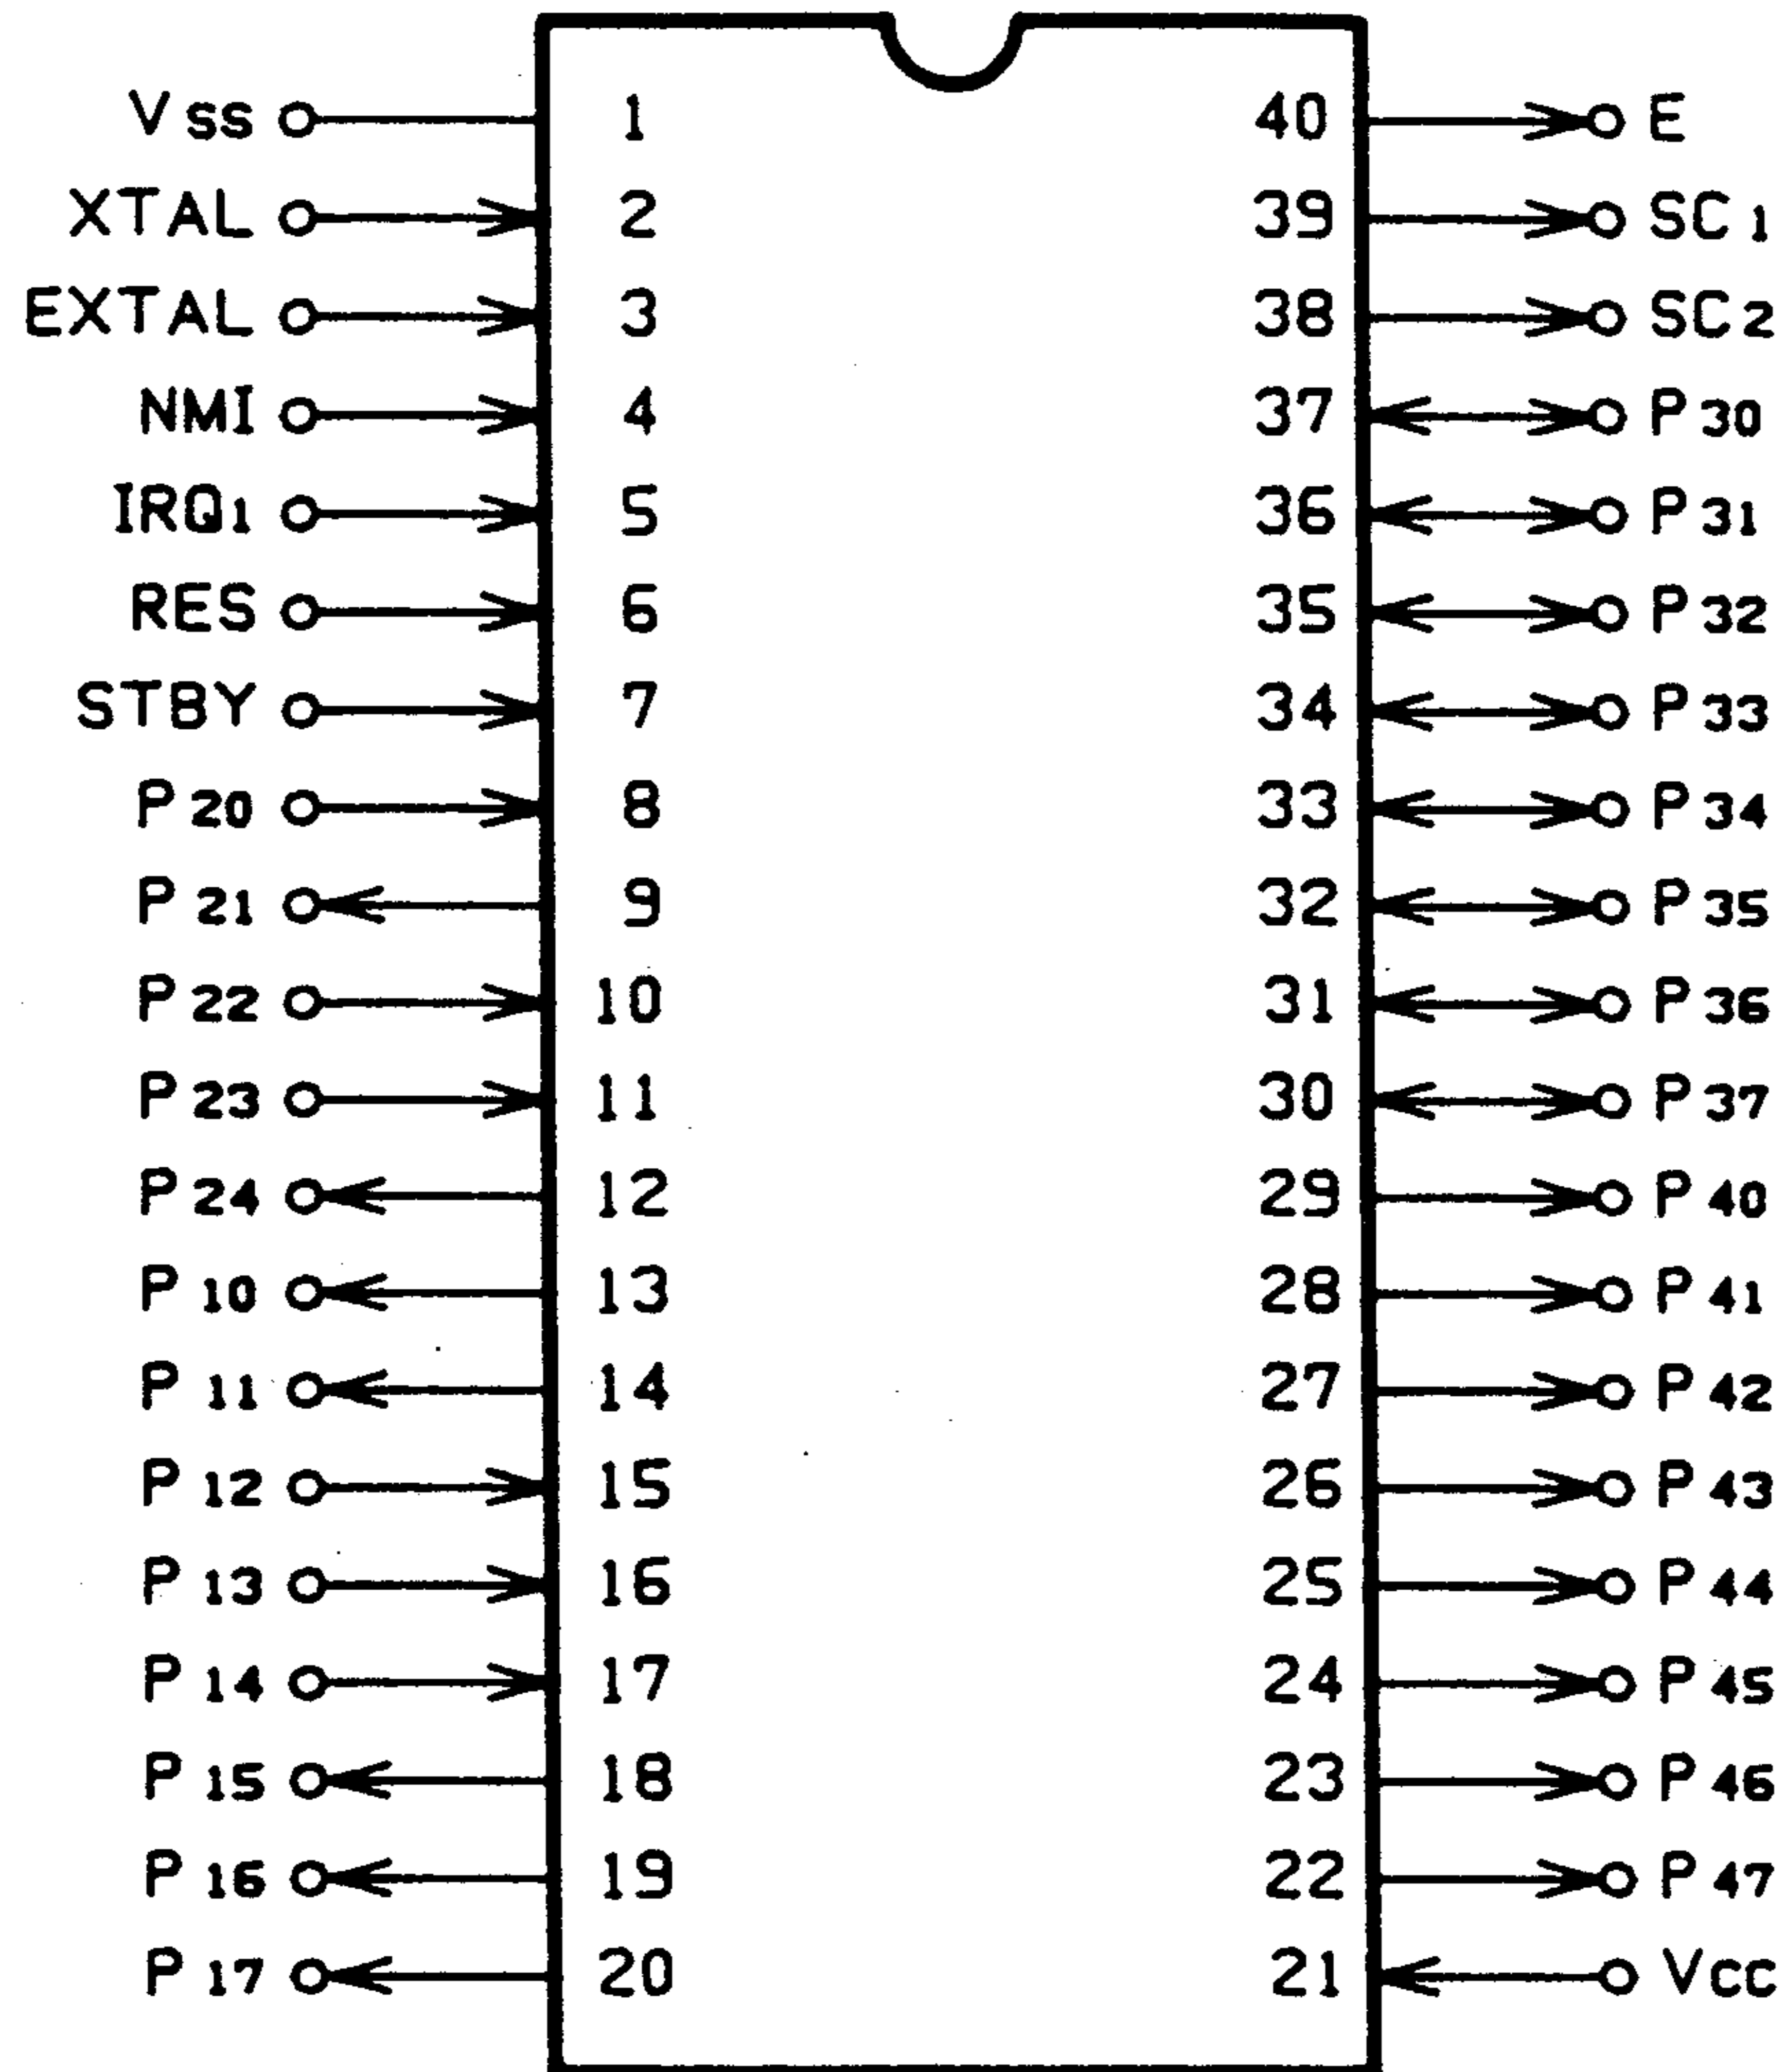 Vss 1 40 E
XTAL 2 39 SC1
EXTAL 3 38 SC2
NMI 4 37 P30
IRQ1 5 36 P31
RES 6 35 P32
STBY 7 34 P33
P20 8 33 P34
P21 9 32 P35
P22 10 31 P36
P23 11 30 P37
P24 12 29 P40
P10 13 28 P41
P11 14 27 P42
P12 15 26 P43
P13 16 25 P44
P14 17 24 P45
P15 18 23 P46
P16 19 22 P47
P17 20 21 Vcc